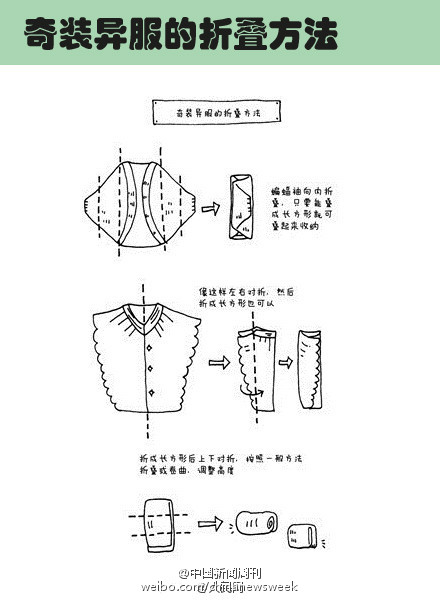 奇装异服的折叠方法
奇装异服的折叠方法
蝙蝠袖向内折
叠，只要能叠
成长方形就可
叠起来收纳
像这样左右对折，然后
折成长方形也可以
折成长方形后上下对折，按照一般方法
折叠或卷曲，调整高度
@中国新闻周刊
weibo.com/chinanewsweek